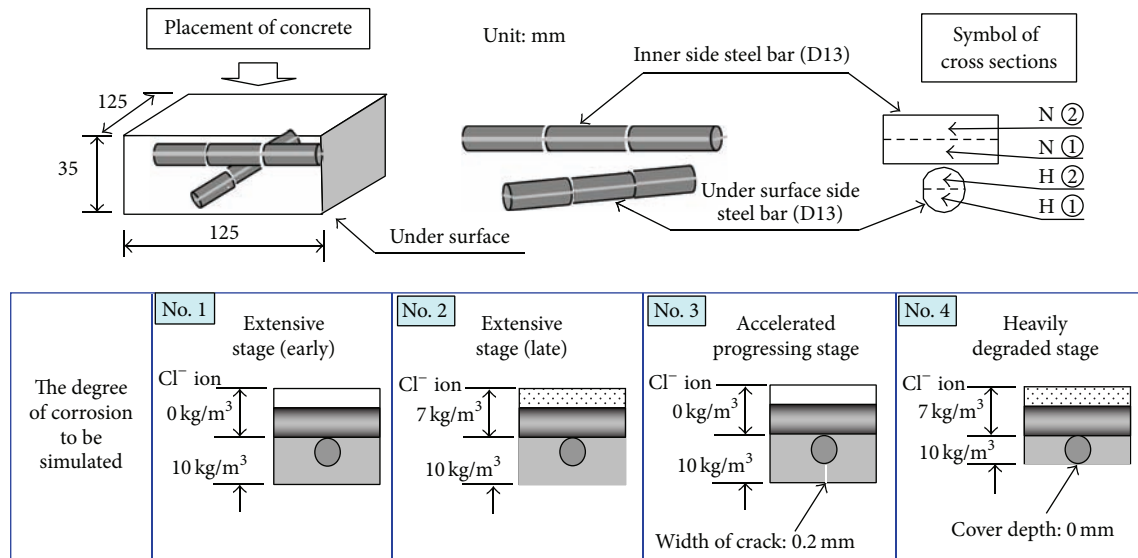 Placement of concrete
Unit: mm
Symbol of
cross sections
Inner side steel bar (D13)
125
35
125
Under surface
Under surface side
steel bar (D13)
N ②
N ①
H ②
H ①
The degree
of corrosion
to be
simulated
No. 1
Extensive
stage (early)
Cl⁻ ion
0 kg/m³
10 kg/m³
No. 2
Extensive
stage (late)
Cl⁻ ion
7 kg/m³
10 kg/m³
No. 3
Accelerated
progressing stage
Cl⁻ ion
0 kg/m³
10 kg/m³
Width of crack: 0.2 mm
No. 4
Heavily
degraded stage
Cl⁻ ion
7 kg/m³
10 kg/m³
Cover depth: 0 mm